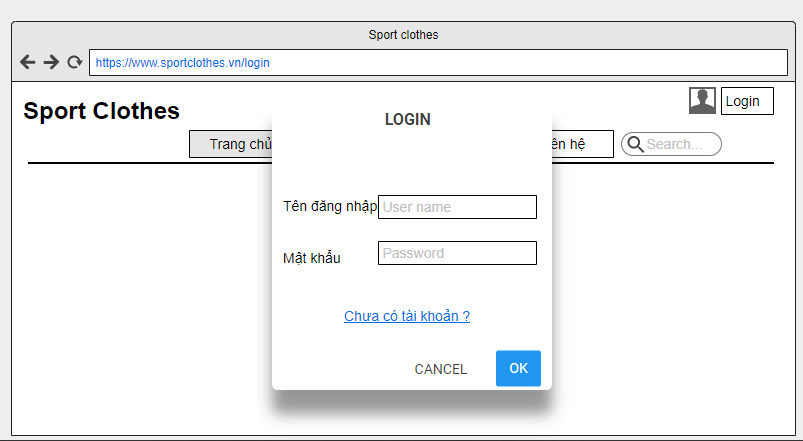 Sport clothes
https://www.sportclothes.vn/login
Login
Sport Clothes
LOGIN
Trang chủ
ên hệ
Search...
Tên đăng nhập
User name
Mật khẩu
Password
Chưa có tài khoản ?
CANCEL
OK